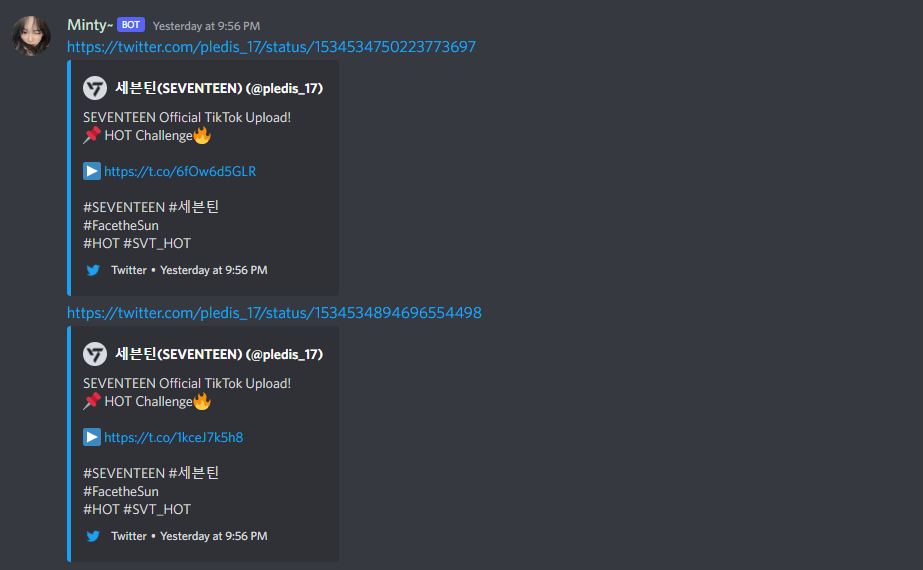 Minty~ BOT Yesterday at 9:56 PM
https://twitter.com/pledis_17/status/1534534750223773697
세븐틴(SEVENTEEN) (@pledis_17)
SEVENTEEN Official TikTok Upload!
📌 HOT Challenge🔥
▶️ https://t.co/6fOw6d5GLR
#SEVENTEEN #세븐틴
#FacetheSun
#HOT #SVT_HOT
Twitter • Yesterday at 9:56 PM
https://twitter.com/pledis_17/status/1534534894696554498
세븐틴(SEVENTEEN) (@pledis_17)
SEVENTEEN Official TikTok Upload!
📌 HOT Challenge🔥
▶️ https://t.co/1kceJ7k5h8
#SEVENTEEN #세븐틴
#FacetheSun
#HOT #SVT_HOT
Twitter • Yesterday at 9:56 PM